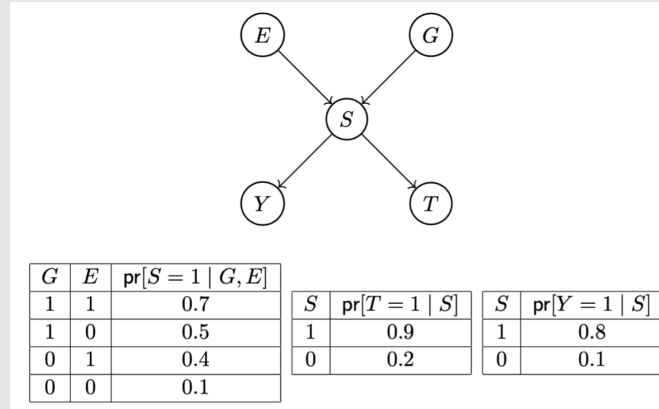 E G
S
Y T
G E pr[S = 1 | G, E]
1 1 0.7
1 0 0.5
0 1 0.4
0 0 0.1
S pr[T = 1 | S]
1 0.9
0 0.2
S pr[Y = 1 | S]
1 0.8
0 0.1